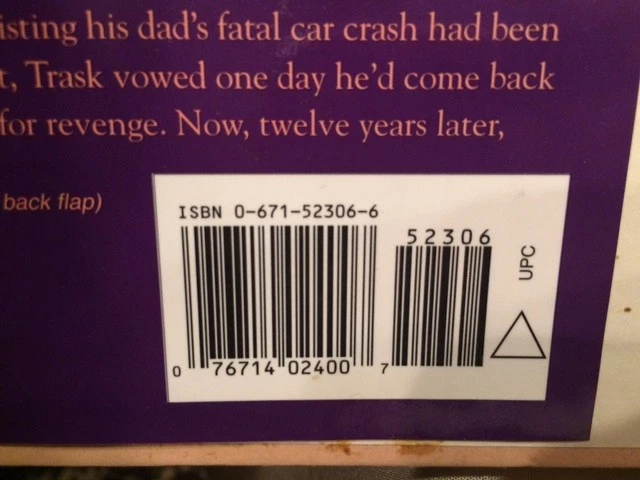 isting his dad's fatal car crash had been
t, Trask vowed one day he'd come back
for revenge. Now, twelve years later,
back flap)
ISBN 0-671-52306-6
52306
UPC
0 76714 02400 7